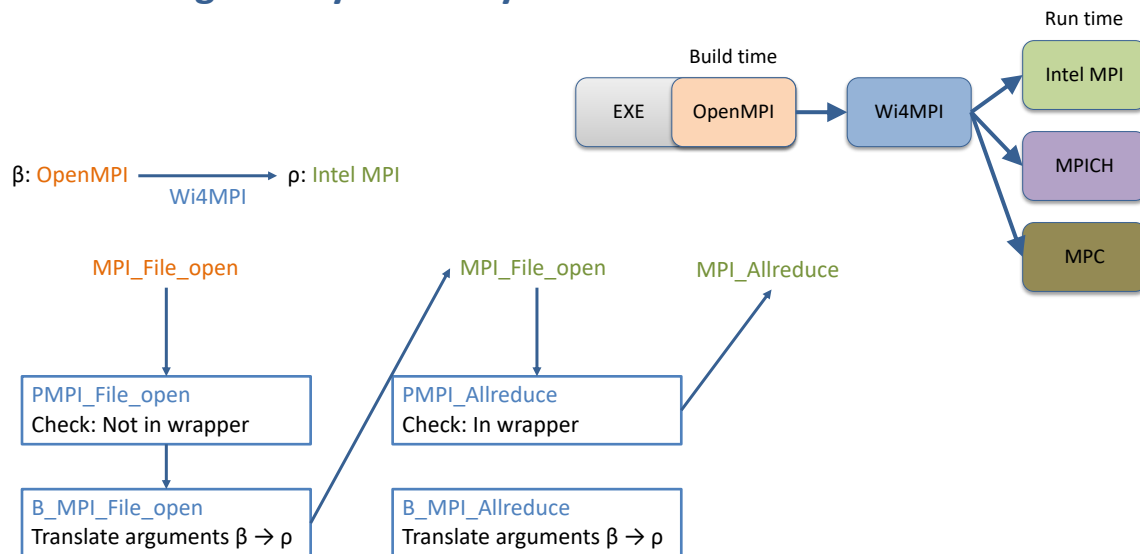 Run time
Build time
EXE
OpenMPI
Wi4MPI
Intel MPI
MPICH
MPC
β: OpenMPI
Wi4MPI
ρ: Intel MPI
MPI_File_open
MPI_File_open
MPI_Allreduce
PMPI_File_open
Check: Not in wrapper
PMPI_Allreduce
Check: In wrapper
B_MPI_File_open
Translate arguments β → ρ
B_MPI_Allreduce
Translate arguments β → ρ